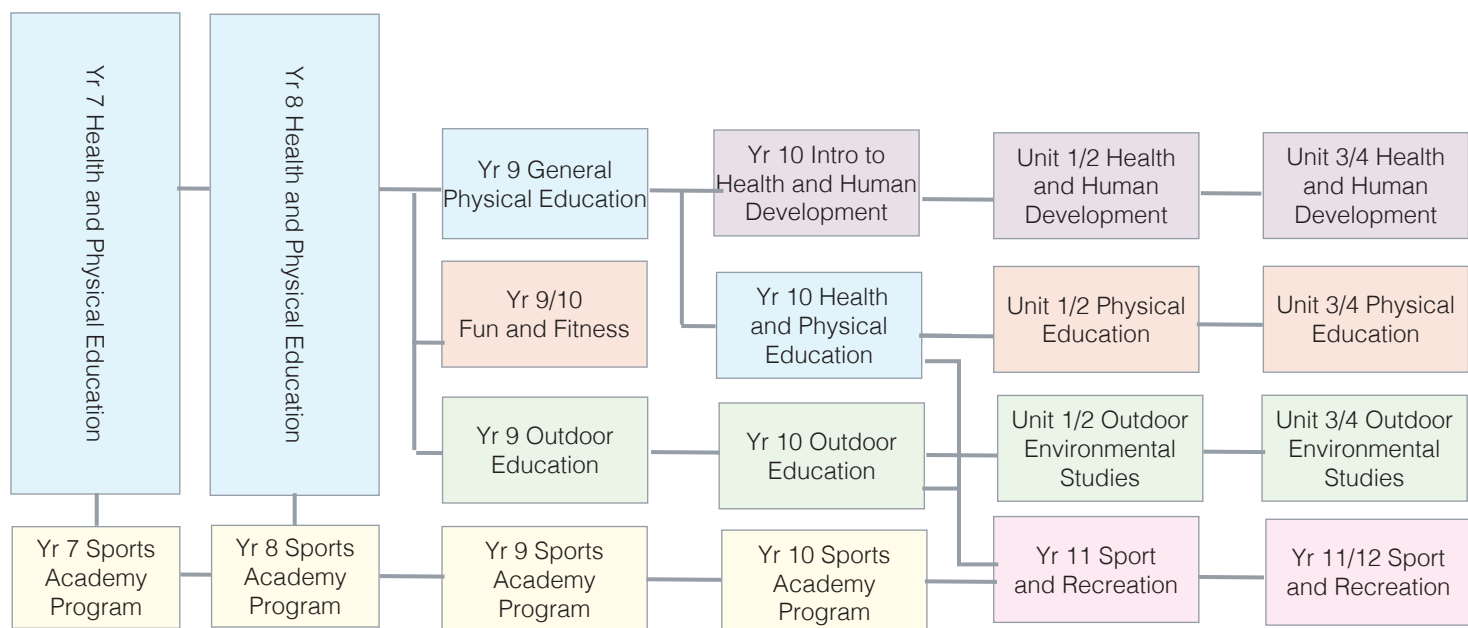 Yr 7 Health and Physical Education
Yr 8 Health and Physical Education
Yr 9 General
Physical Education
Yr 10 Intro to
Health and Human
Development
Unit 1/2 Health
and Human
Development
Unit 3/4 Health
and Human
Development
Yr 9/10
Fun and Fitness
Yr 10 Health
and Physical
Education
Unit 1/2 Physical
Education
Unit 3/4 Physical
Education
Yr 9 Outdoor
Education
Yr 10 Outdoor
Education
Unit 1/2 Outdoor
Environmental
Studies
Unit 3/4 Outdoor
Environmental
Studies
Yr 7 Sports
Academy
Program
Yr 8 Sports
Academy
Program
Yr 9 Sports
Academy
Program
Yr 10 Sports
Academy
Program
Yr 11 Sport
and Recreation
Yr 11/12 Sport
and Recreation